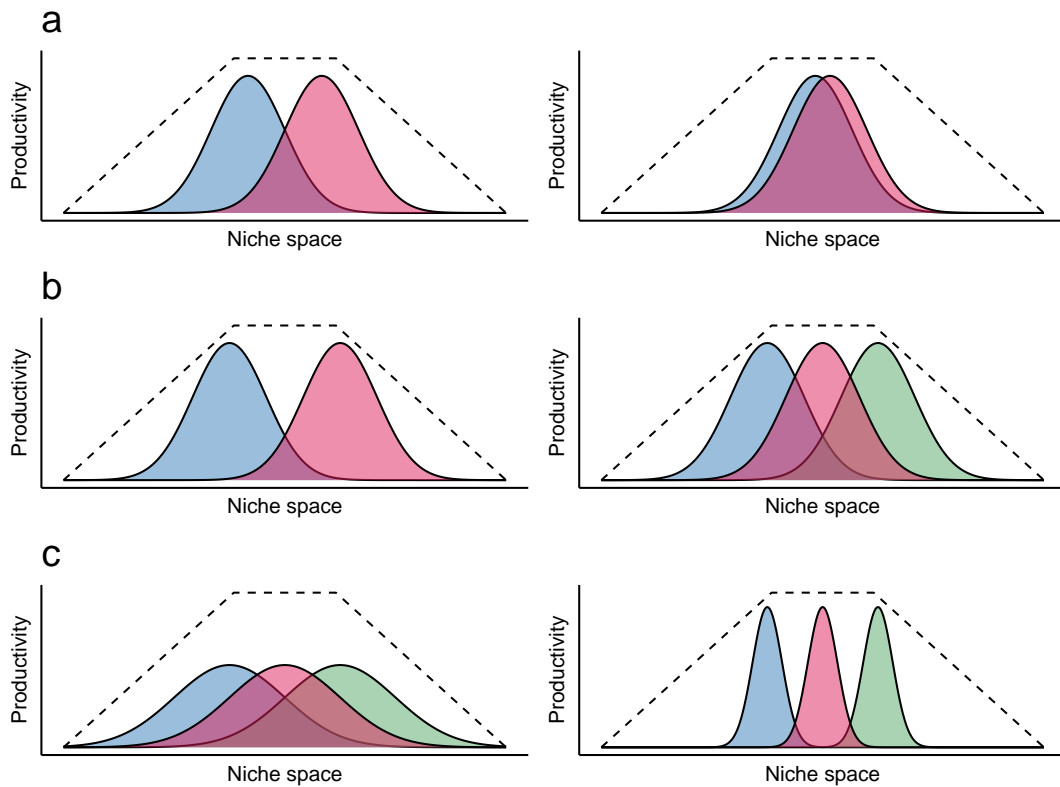 a
Productivity
Niche space
Productivity
Niche space
b
Productivity
Niche space
Productivity
Niche space
c
Productivity
Niche space
Productivity
Niche space